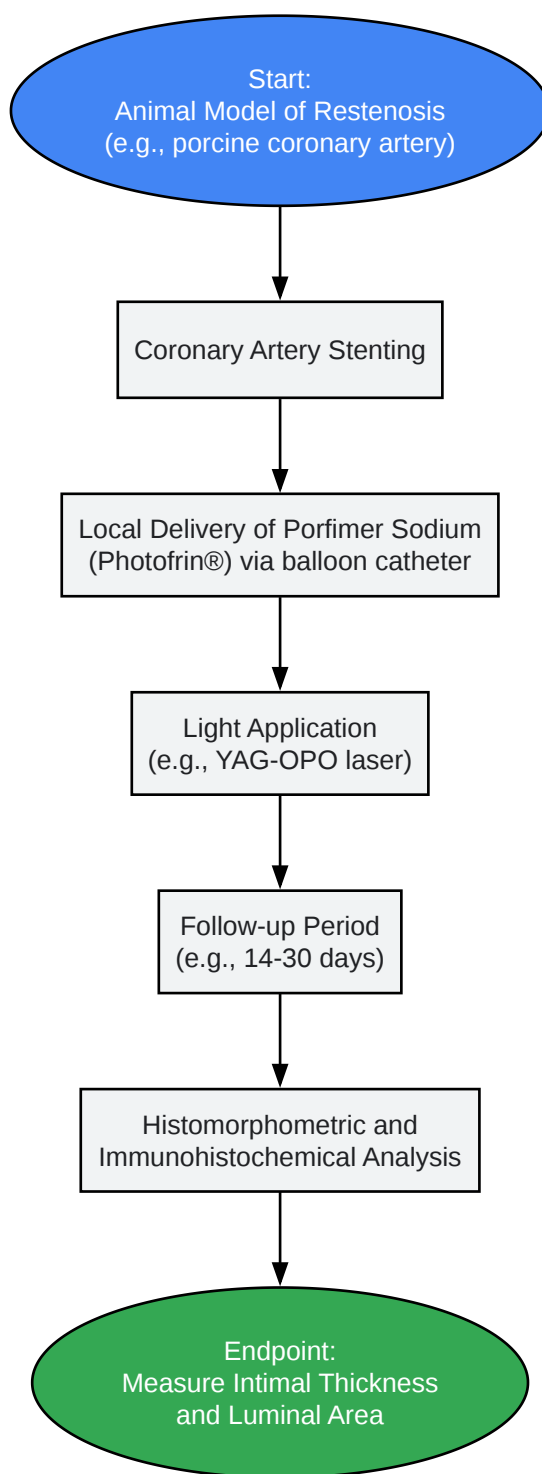 Start:
Animal Model of Restenosis
(e.g., porcine coronary artery)
Coronary Artery Stenting
Local Delivery of Porfimer Sodium
(Photofrin®) via balloon catheter
Light Application
(e.g., YAG-OPO laser)
Follow-up Period
(e.g., 14-30 days)
Histomorphometric and
Immunohistochemical Analysis
Endpoint:
Measure Intimal Thickness
and Luminal Area